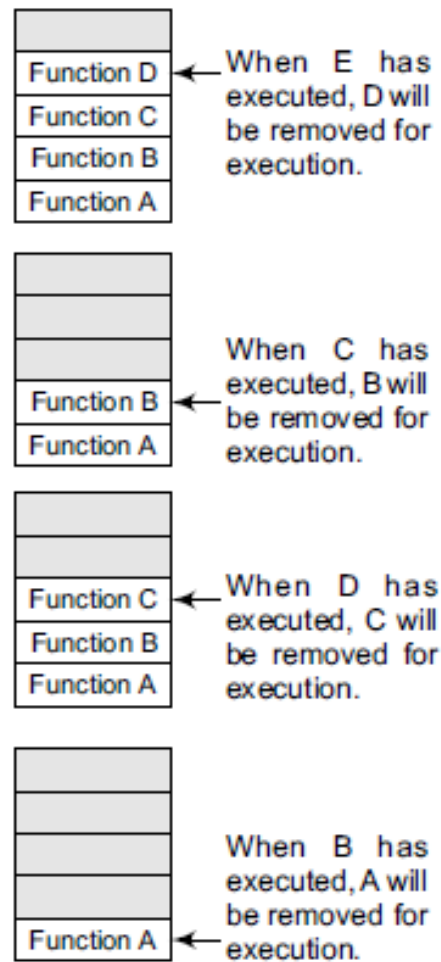 Function D
Function C
Function B
Function A
When E has
executed, D will
be removed for
execution.
Function B
Function A
When C has
executed, B will
be removed for
execution.
Function C
Function B
Function A
When D has
executed, C will
be removed for
execution.
Function A
When B has
executed, A will
be removed for
execution.